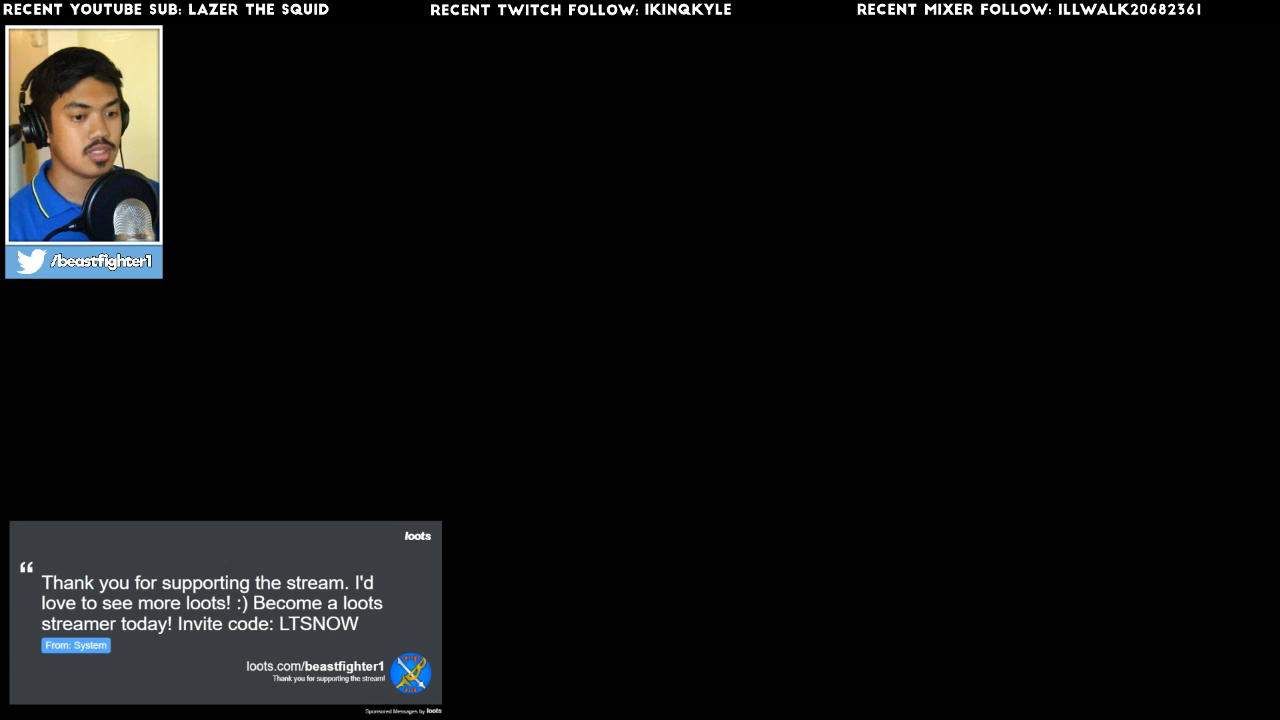 RECENT YOUTUBE SUB: LAZER THE SQUID
RECENT TWITCH FOLLOW: IKINQKYLE
RECENT MIXER FOLLOW: ILLWALK20682361
/beastfighter1
loots
“
Thank you for supporting the stream. I'd
love to see more loots! :) Become a loots
streamer today! Invite code: LTSNOW
From: System
loots.com/beastfighter1
Thank you for supporting the stream!
Sponsored Messages by loots